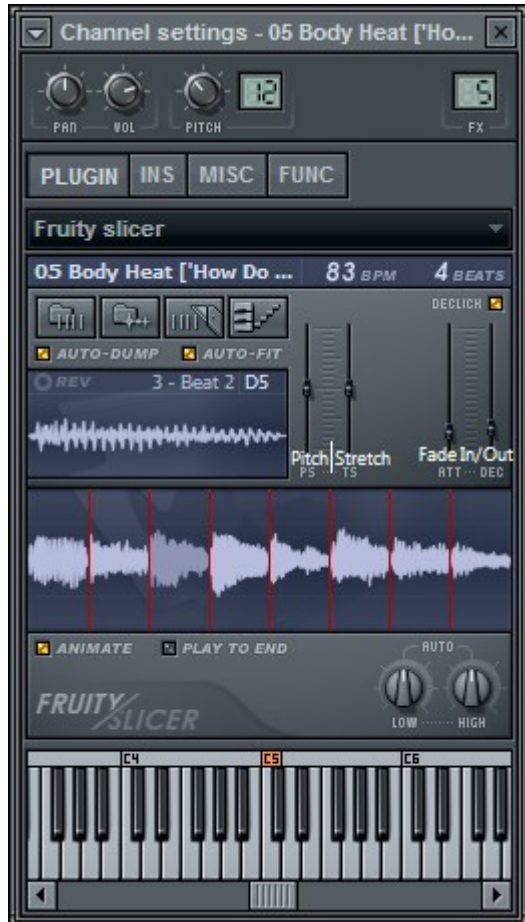 Channel settings - 05 Body Heat ['Ho...
12
5
PAN VOL PITCH FX
PLUGIN INS MISC FUNC
Fruity slicer
05 Body Heat ['How Do ... 83 BPM 4 BEATS
DECLICK
AUTO-DUMP AUTO-FIT
REV 3 - Beat 2 D5
Pitch Stretch Fade In/Out
PS TS ATT DEC
ANIMATE PLAY TO END AUTO
FRUITY SLICER
LOW HIGH
C4 C5 C6